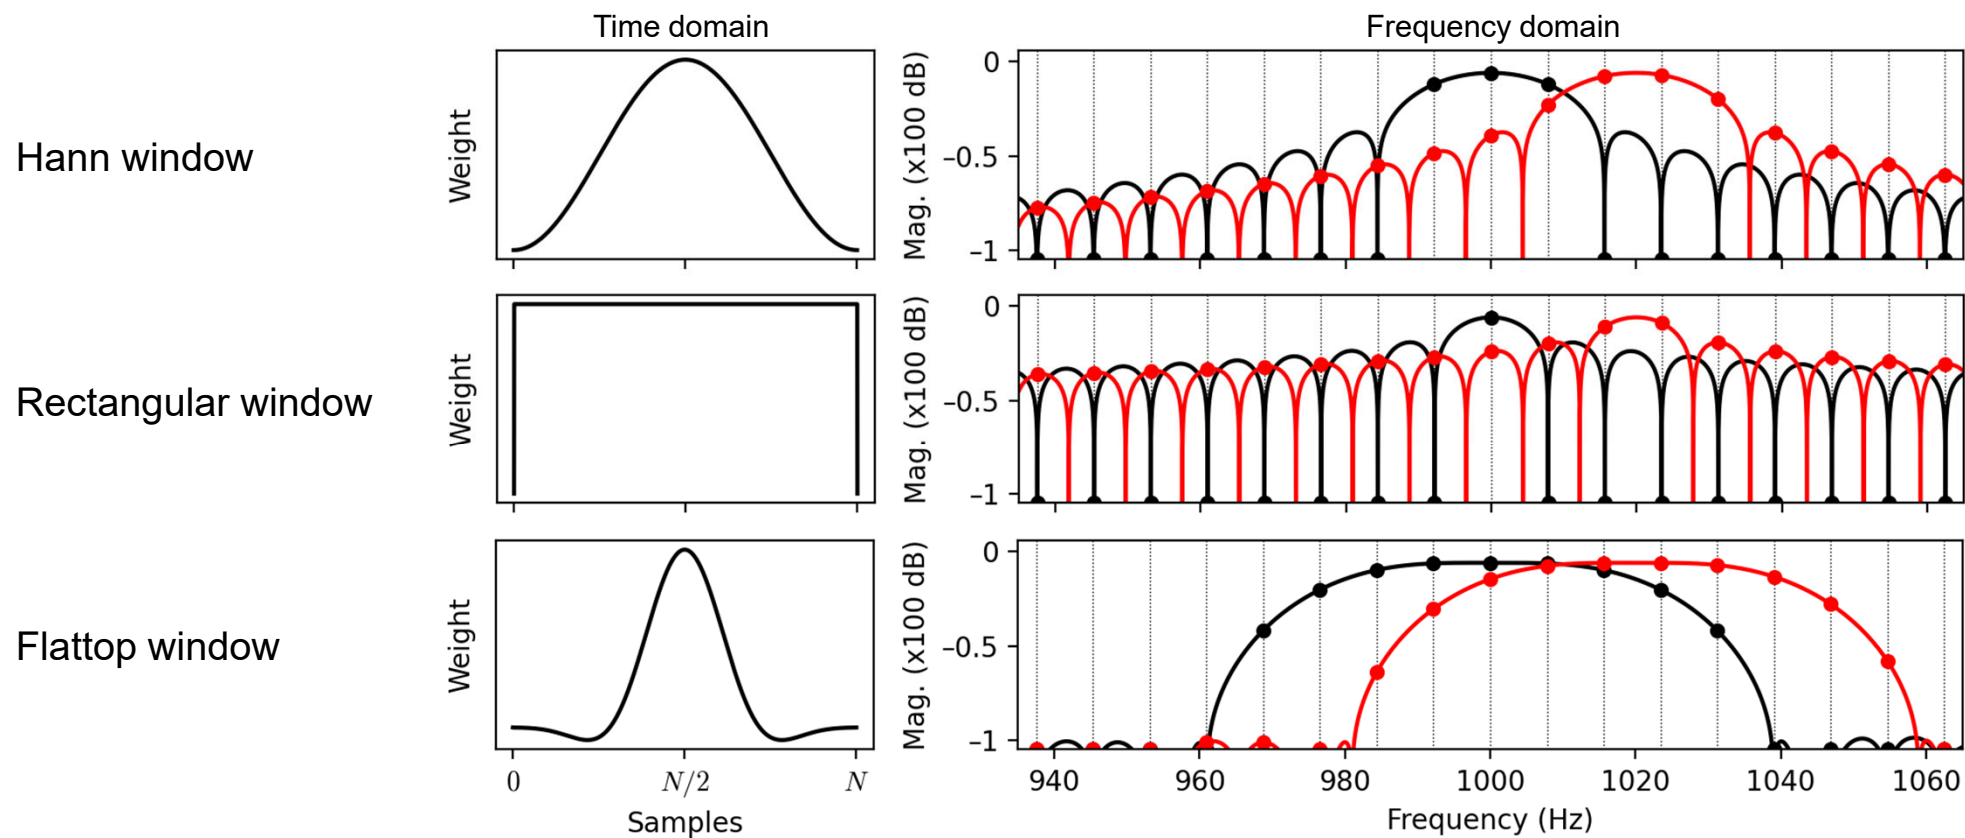 Time domain
Frequency domain
Hann window
Weight
Mag. (x100 dB)
0
–0.5
–1
Rectangular window
Weight
Mag. (x100 dB)
0
–0.5
–1
Flattop window
Weight
Mag. (x100 dB)
0
–0.5
–1
0 N/2 N
Samples
940 960 980 1000 1020 1040 1060
Frequency (Hz)